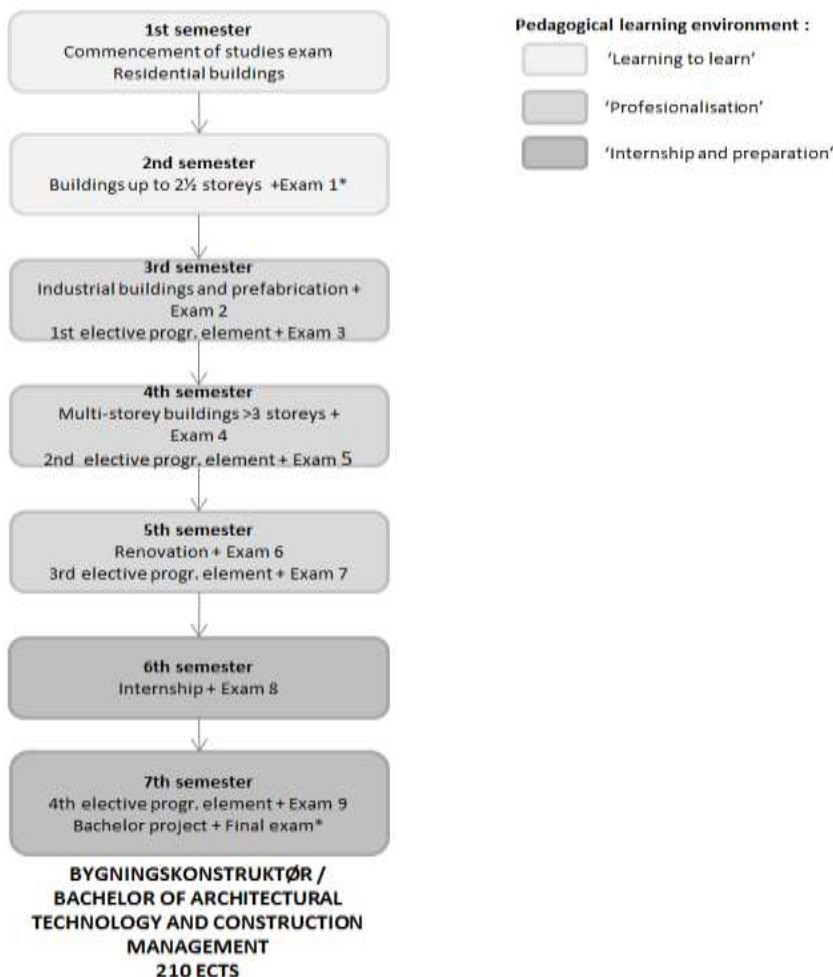 1st semester
Commencement of studies exam
Residential buildings
2nd semester
Buildings up to 2½ storeys +Exam 1*
3rd semester
Industrial buildings and prefabrication +
Exam 2
1st elective progr. element + Exam 3
4th semester
Multi-storey buildings >3 storeys +
Exam 4
2nd elective progr. element + Exam 5
5th semester
Renovation + Exam 6
3rd elective progr. element + Exam 7
6th semester
Internship + Exam 8
7th semester
4th elective progr. element + Exam 9
Bachelor project + Final exam*
BYGNINGSKONSTRUKTØR /
BACHELOR OF ARCHITECTURAL
TECHNOLOGY AND CONSTRUCTION
MANAGEMENT
210 ECTS
Pedagogical learning environment :
'Learning to learn'
'Profesionalisation'
'Internship and preparation'